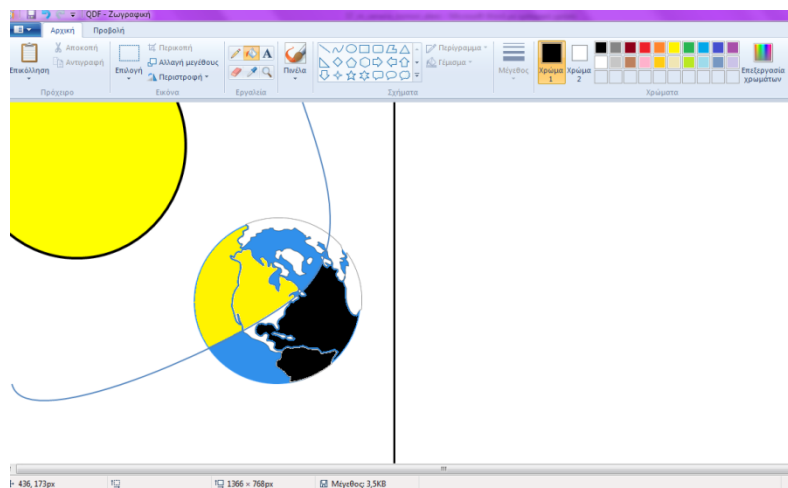 QDF - Ζωγραφική
Αρχική Προβολή
Επικόλληση
Αποκοπή
Αντιγραφή
Πρόχειρο
Επιλογή
Περικοπή
Αλλαγή μεγέθους
Περιστροφή
Εικόνα
A
Εργαλεία
Πινέλα
Περίγραμμα
Γέμισμα
Σχήματα
Μέγεθος
Χρώμα 1
Χρώμα 2
Επεξεργασία χρωμάτων
Χρώματα
436, 173px
1366 × 768px
Μέγεθος: 3,5KB